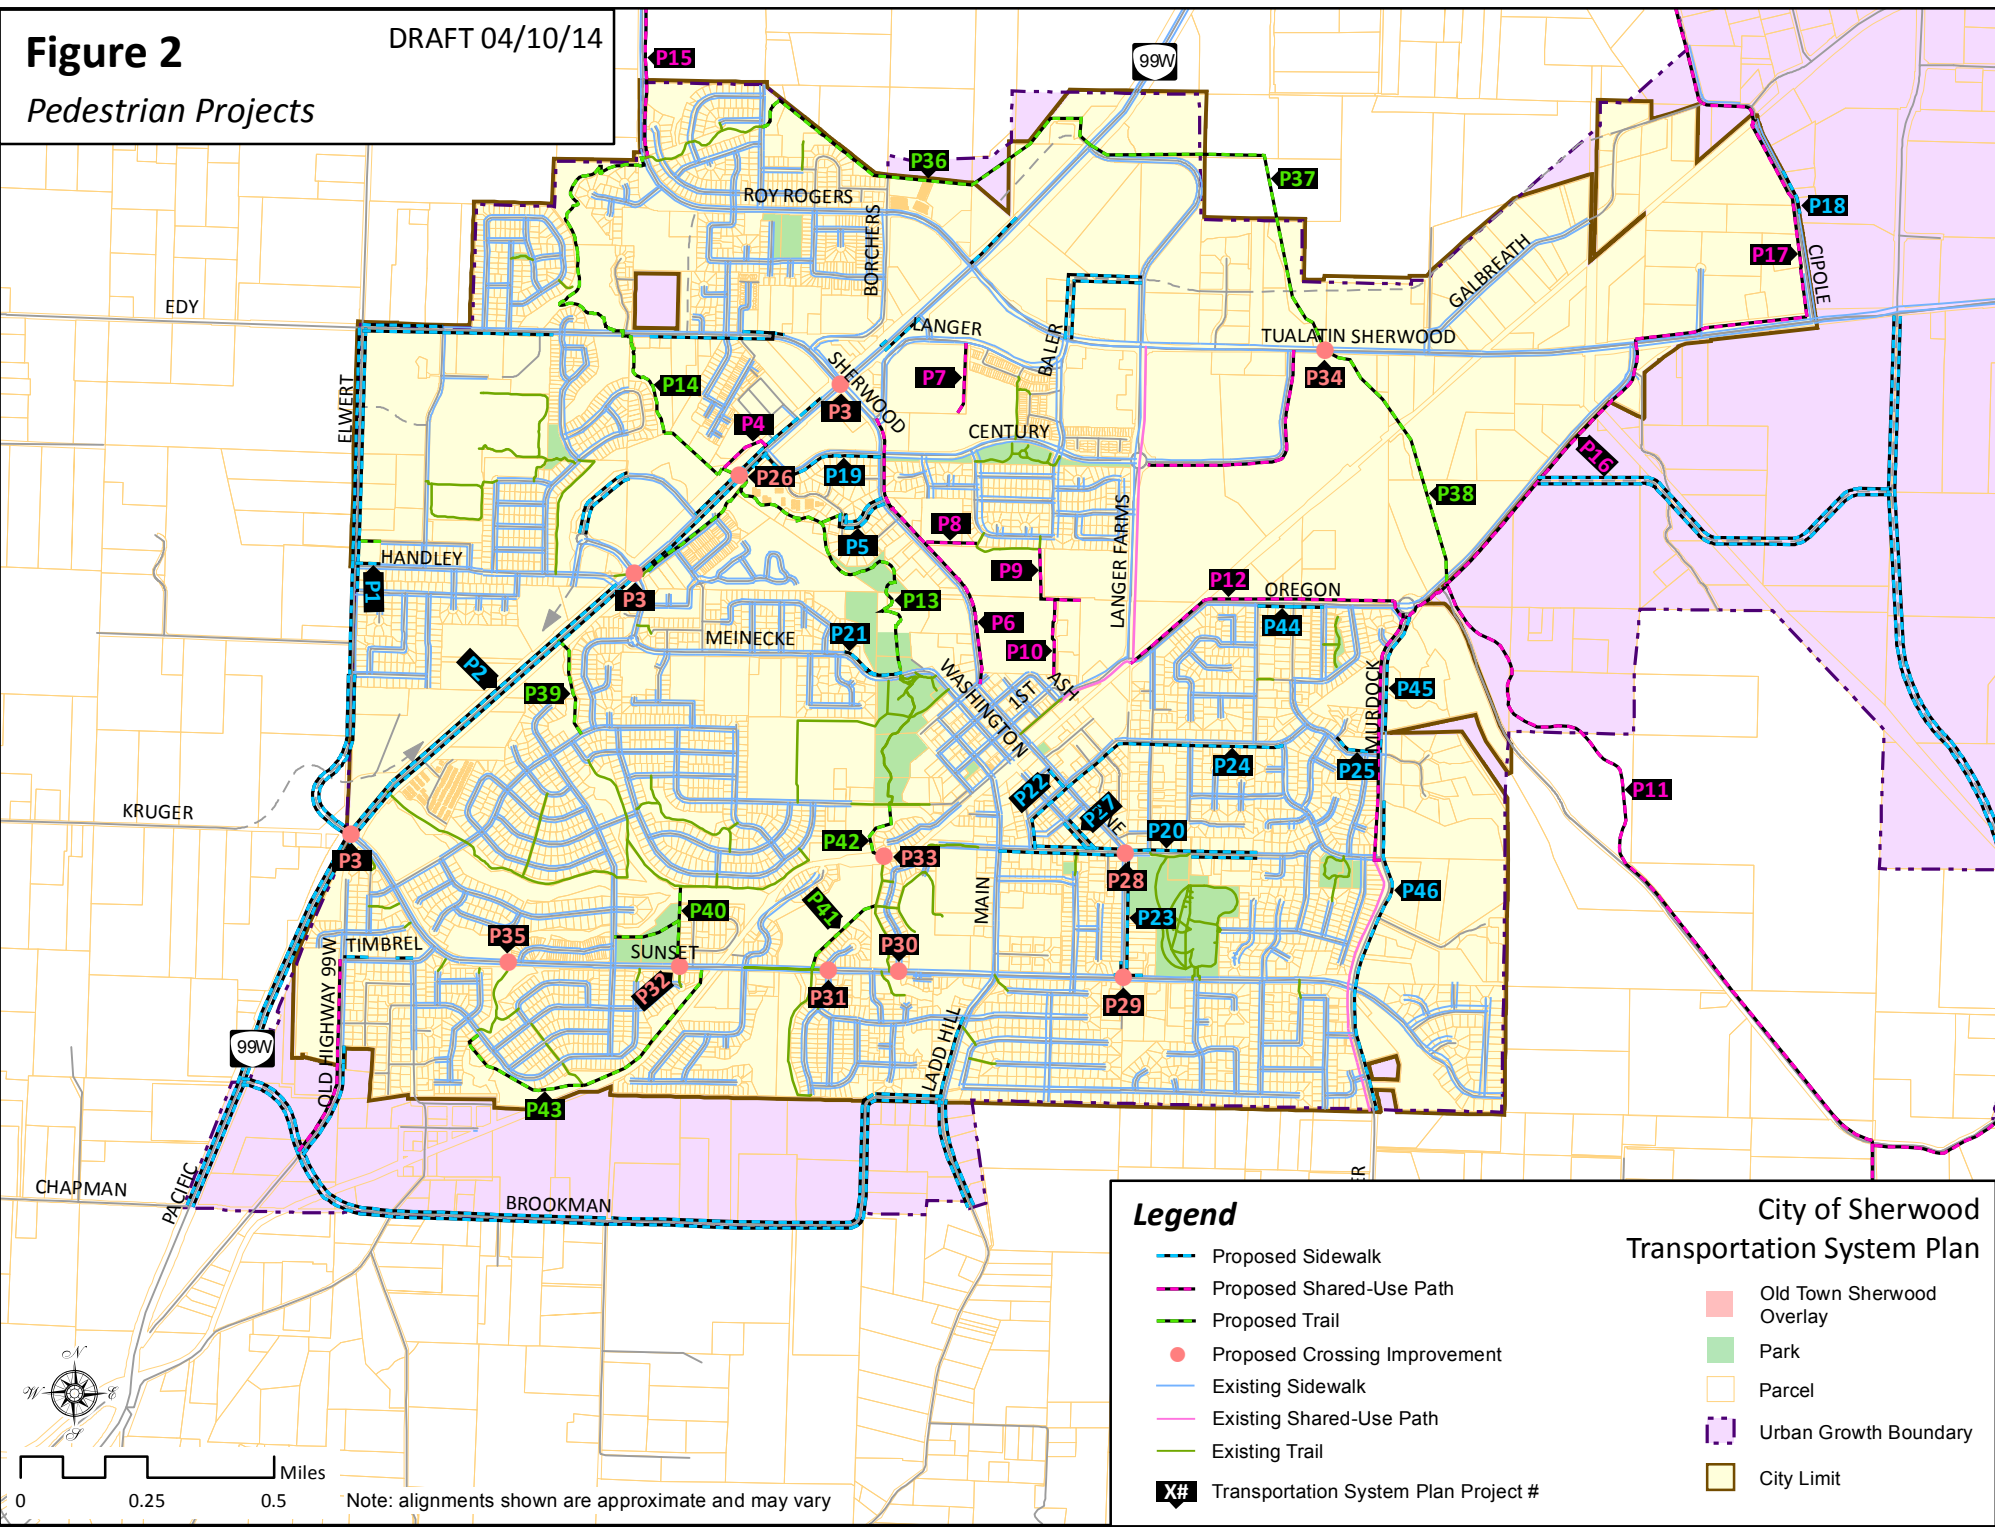 Figure 2
DRAFT 04/10/14
Pedestrian Projects
P15
99W
P36
P37
ROY ROGERS
BORCHERS
P18
P17
CIPOLE
GALBREATH
EDY
LANGER
BALER
TUALATIN SHERWOOD
SHERWOOD
P34
P7
P14
P3
ELWERT
P4
CENTURY
P26
P19
P16
P38
P8
P5
HANDLEY
P1
P9
LANGER FARMS
P12
OREGON
P3
P13
P44
P6
MEINECKE
P21
P10
P2
P39
WASHINGTON
1ST
ASH
MURDOCK
P45
P24
P25
P22
P27
P11
KRUGER
P20
P42
P33
P3
P28
P46
P40
P41
MAIN
P23
TIMBREL
P35
SUNSET
P30
P32
P31
P29
OLD HIGHWAY 99W
99W
LADD HILL
P43
CHAPMAN
PACIFIC
BROOKMAN
Legend
Proposed Sidewalk
Proposed Shared-Use Path
Proposed Trail
Proposed Crossing Improvement
Existing Sidewalk
Existing Shared-Use Path
Existing Trail
X# Transportation System Plan Project #
City of Sherwood
Transportation System Plan
Old Town Sherwood
Overlay
Park
Parcel
Urban Growth Boundary
City Limit
N
W
E
S
Miles
0
0.25
0.5
Note: alignments shown are approximate and may vary